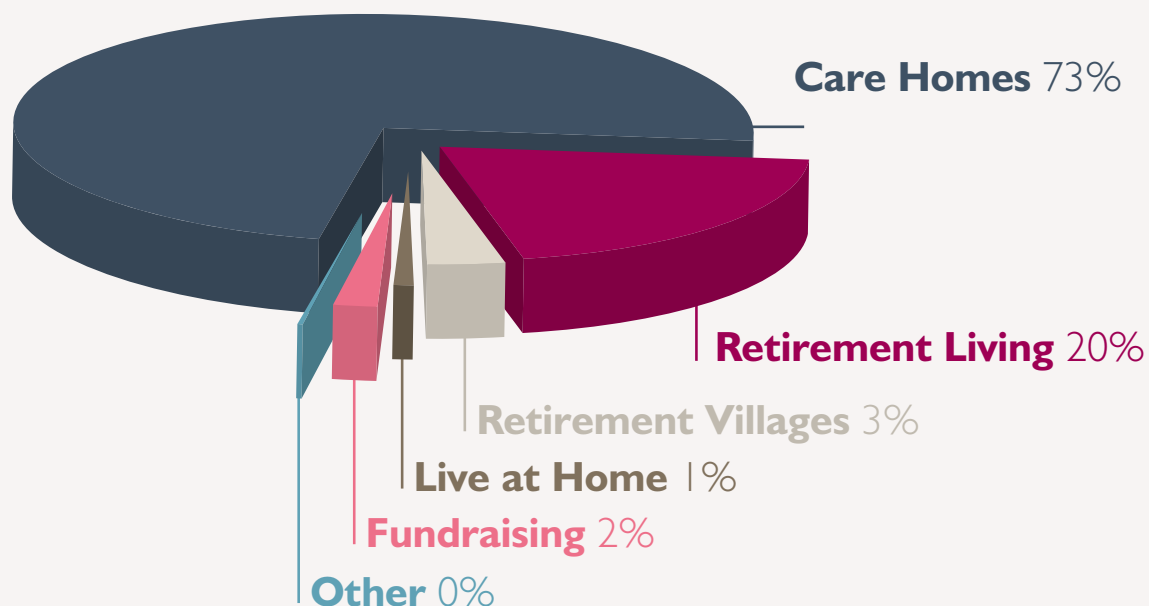 Care Homes 73%
Retirement Living 20%
Retirement Villages 3%
Live at Home 1%
Fundraising 2%
Other 0%